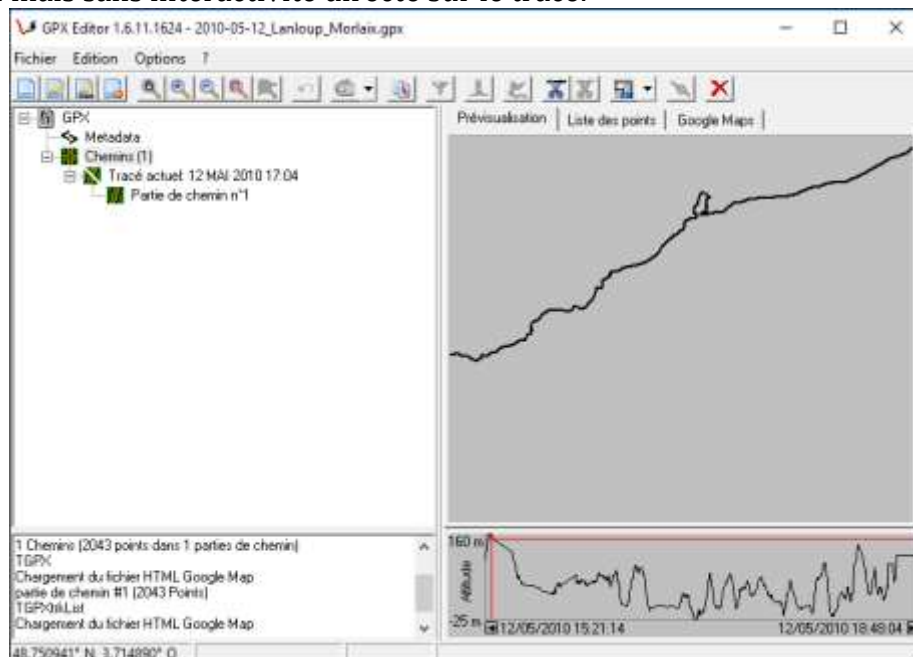 mais sans interactivité directe sur le tracé.
GPX Editor 1.6.11.1624 - 2010-05-12_Lanloup_Morlaix.gpx
Fichier Edition Options ?
GPX
Metadata
Chemins (1)
Tracé actuel: 12 MAI 2010 17:04
Partie de chemin n°1
Prévisualisation
Liste des points
Google Maps
1 Chemins (2043 points dans 1 parties de chemin)
TGPX
Chargement du fichier HTML Google Map
partie de chemin #1 (2043 Points)
TGPXtrkList
Chargement du fichier HTML Google Map
160 m
Altitude
-25 m
12/05/2010 15:21:14
12/05/2010 18:48:04
48.750941° N, 3.714890° O